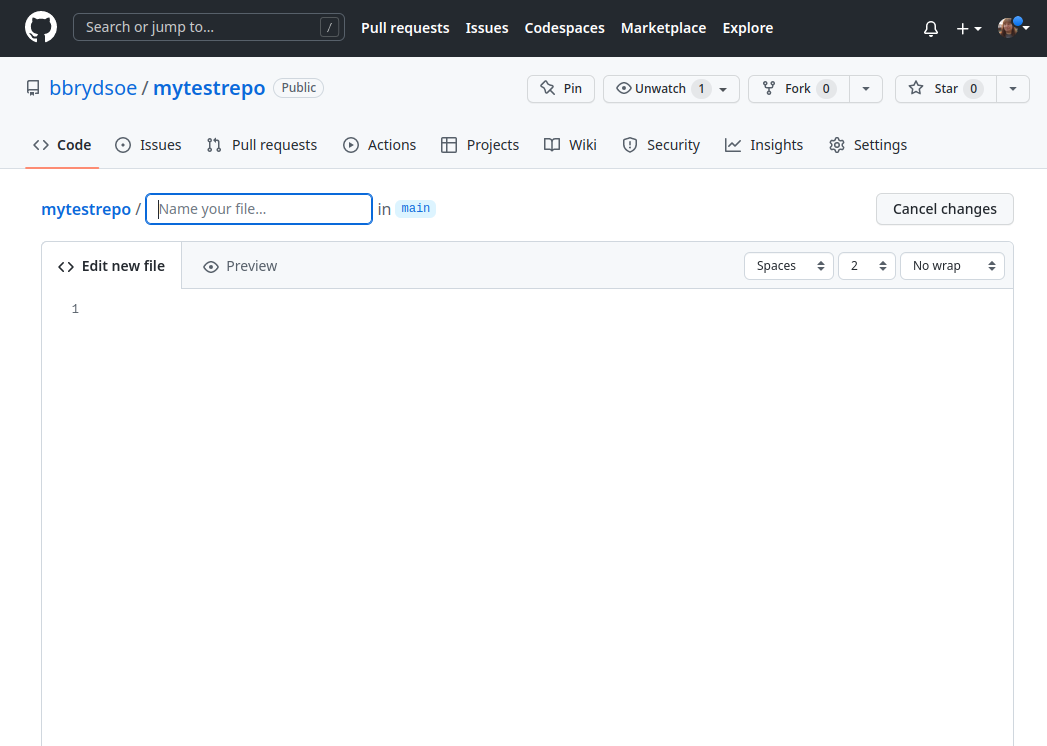 Search or jump to... / Pull requests Issues Codespaces Marketplace Explore
bbrydsoe / mytestrepo Public Pin Unwatch 1 Fork 0 Star 0
Code Issues Pull requests Actions Projects Wiki Security Insights Settings
mytestrepo / Name your file... in main Cancel changes
Edit new file Preview Spaces 2 No wrap
1